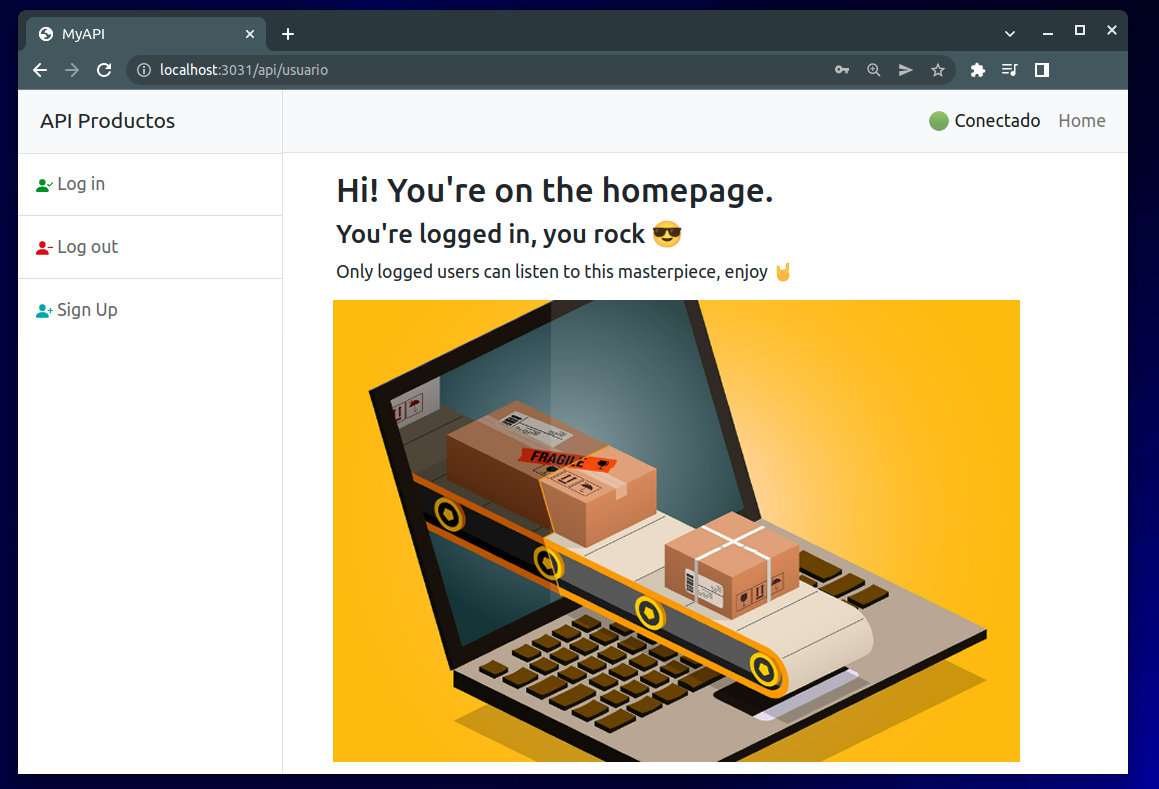 MyAPI
localhost:3031/api/usuario
API Productos
🟢 Conectado
Home
Log in
Log out
Sign Up
Hi! You're on the homepage.
You're logged in, you rock 😎
Only logged users can listen to this masterpiece, enjoy 🤘
FRAGILE